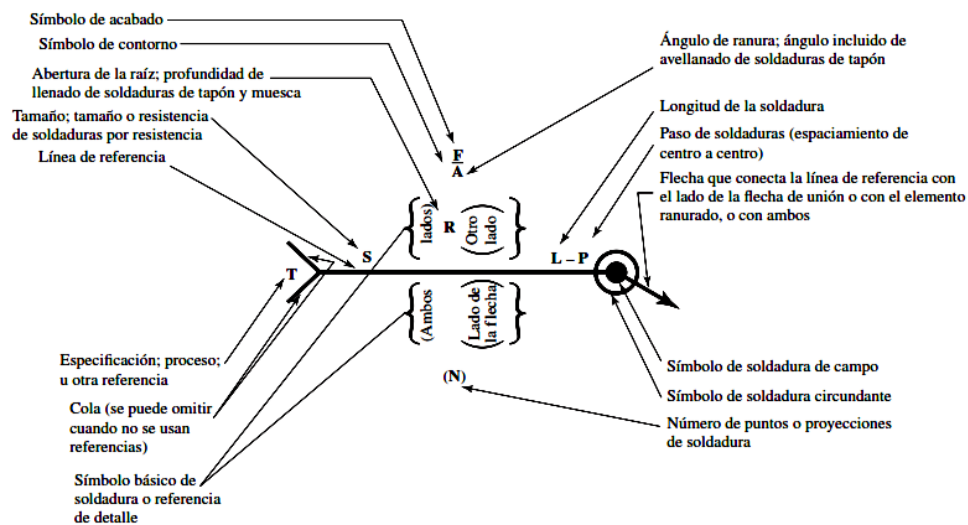 Símbolo de acabado
Símbolo de contorno
Abertura de la raíz; profundidad de
llenado de soldaduras de tapón y muesca
Tamaño; tamaño o resistencia
de soldaduras por resistencia
Línea de referencia
Ángulo de ranura; ángulo incluido de
avellanado de soldaduras de tapón
Longitud de la soldadura
Paso de soldaduras (espaciamiento de
centro a centro)
Flecha que conecta la línea de referencia con
el lado de la flecha de unión o con el elemento
ranurado, o con ambos
F
A
R
lados)
(Otro
lado)
S
L – P
T
(Ambos
(Lado de
la flecha)
(N)
Especificación; proceso;
u otra referencia
Cola (se puede omitir
cuando no se usan
referencias)
Símbolo básico de
soldadura o referencia
de detalle
Símbolo de soldadura de campo
Símbolo de soldadura circundante
Número de puntos o proyecciones
de soldadura